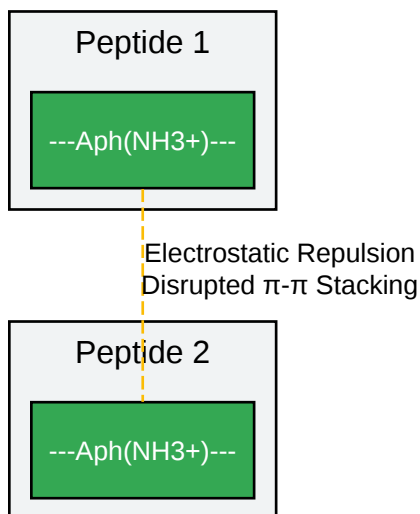 Peptide 1
---Aph(NH3+)---
Electrostatic Repulsion
Disrupted π-π Stacking
Peptide 2
---Aph(NH3+)---